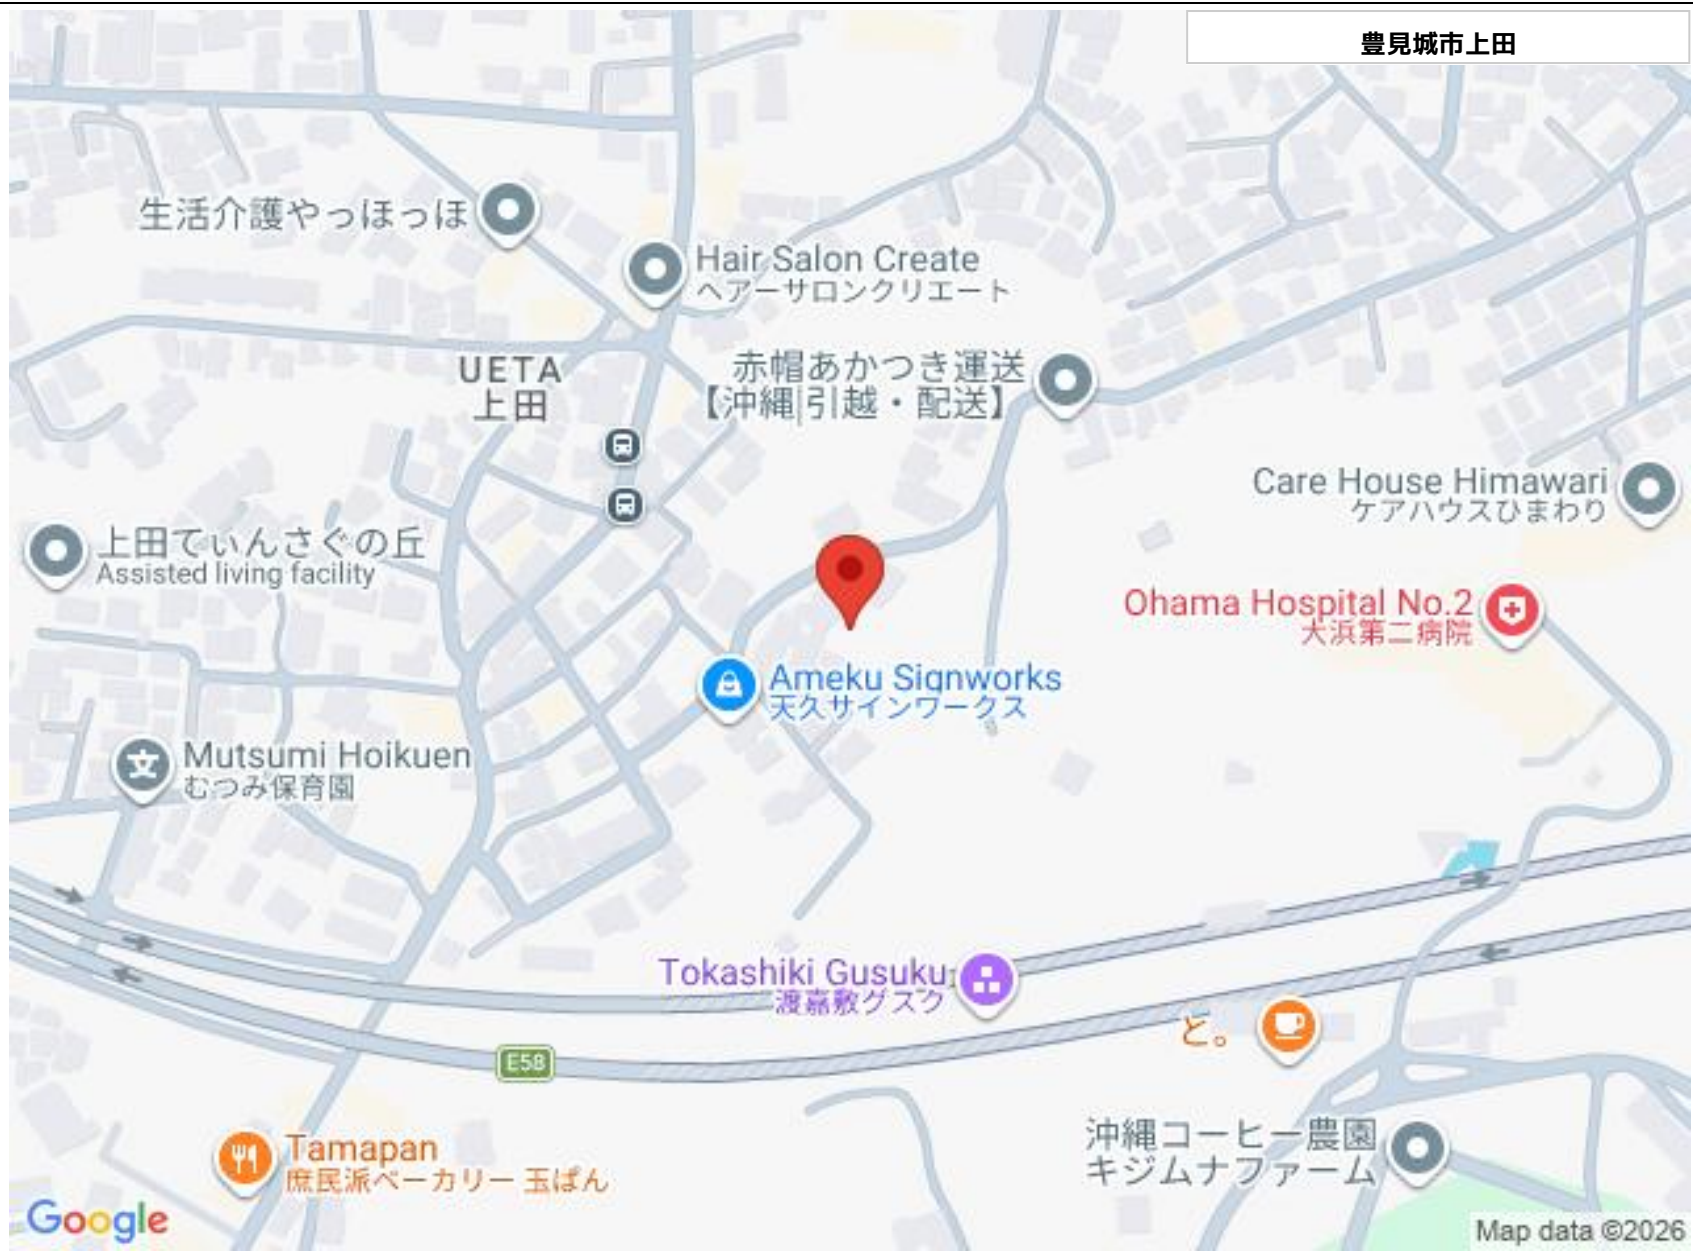 豊見城市上田
生活介護やっほっほ
Hair Salon Create
ヘアーサロンクリエート
UETA
上田
赤帽あかつき運送
【沖縄|引越・配送】
Care House Himawari
ケアハウスひまわり
上田てぃんさぐの丘
Assisted living facility
Ohama Hospital No.2
大浜第二病院
Ameku Signworks
天久サインワークス
Mutsumi Hoikuen
むつみ保育園
Tokashiki Gusuku
渡嘉敷グスク
と。
E58
Tamapan
庶民派ベーカリー 玉ぱん
沖縄コーヒー農園
キジムナファーム
Google
Map data ©2026